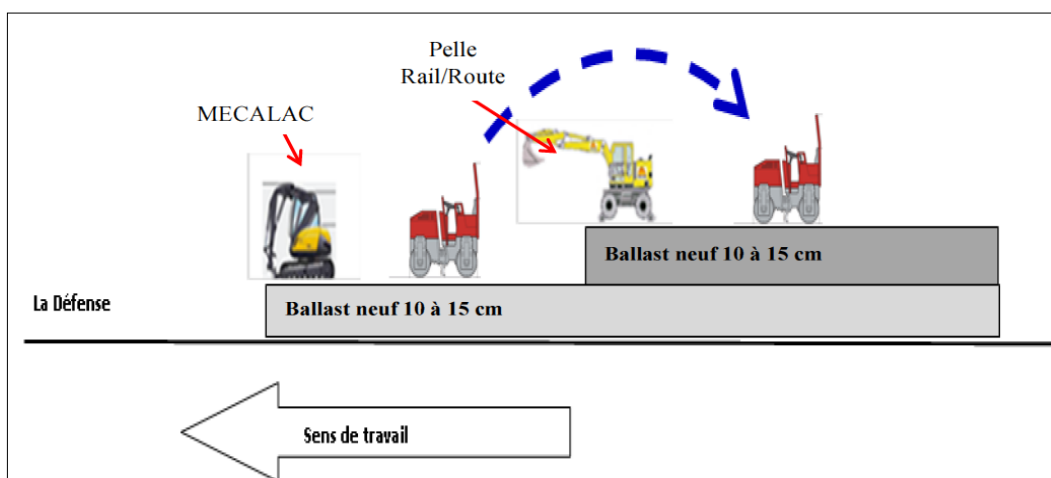 Pelle
Rail/Route
MECALAC
Ballast neuf 10 à 15 cm
Ballast neuf 10 à 15 cm
La Défense
Sens de travail